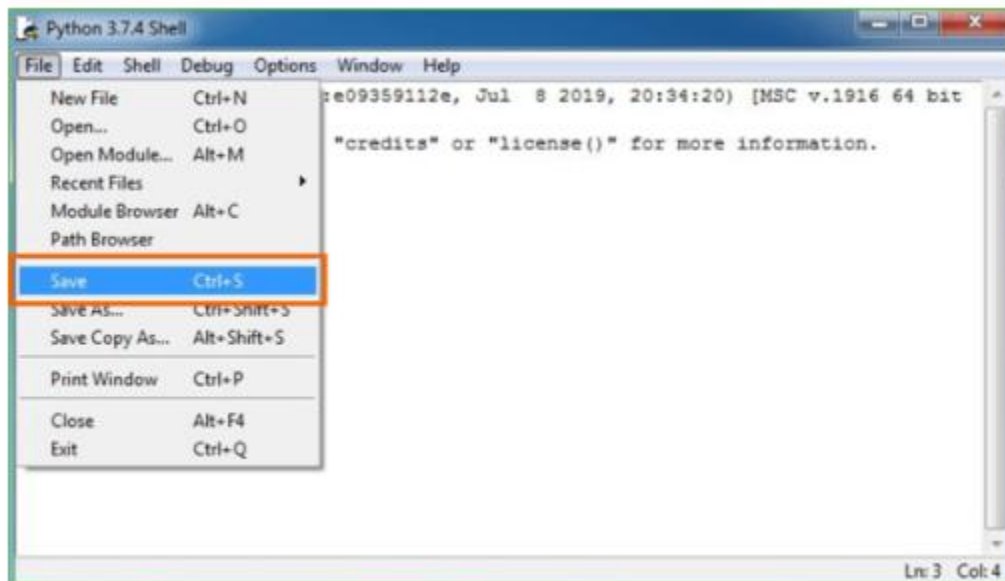 Python 3.7.4 Shell
File Edit Shell Debug Options Window Help
New File Ctrl+N
Open... Ctrl+O
Open Module... Alt+M
Recent Files
Module Browser Alt+C
Path Browser
Save Ctrl+S
Save As... Ctrl+Shift+S
Save Copy As... Alt+Shift+S
Print Window Ctrl+P
Close Alt+F4
Exit Ctrl+Q
:e09359112e, Jul 8 2019, 20:34:20) [MSC v.1916 64 bit
"credits" or "license()" for more information.
Ln: 3 Col: 4